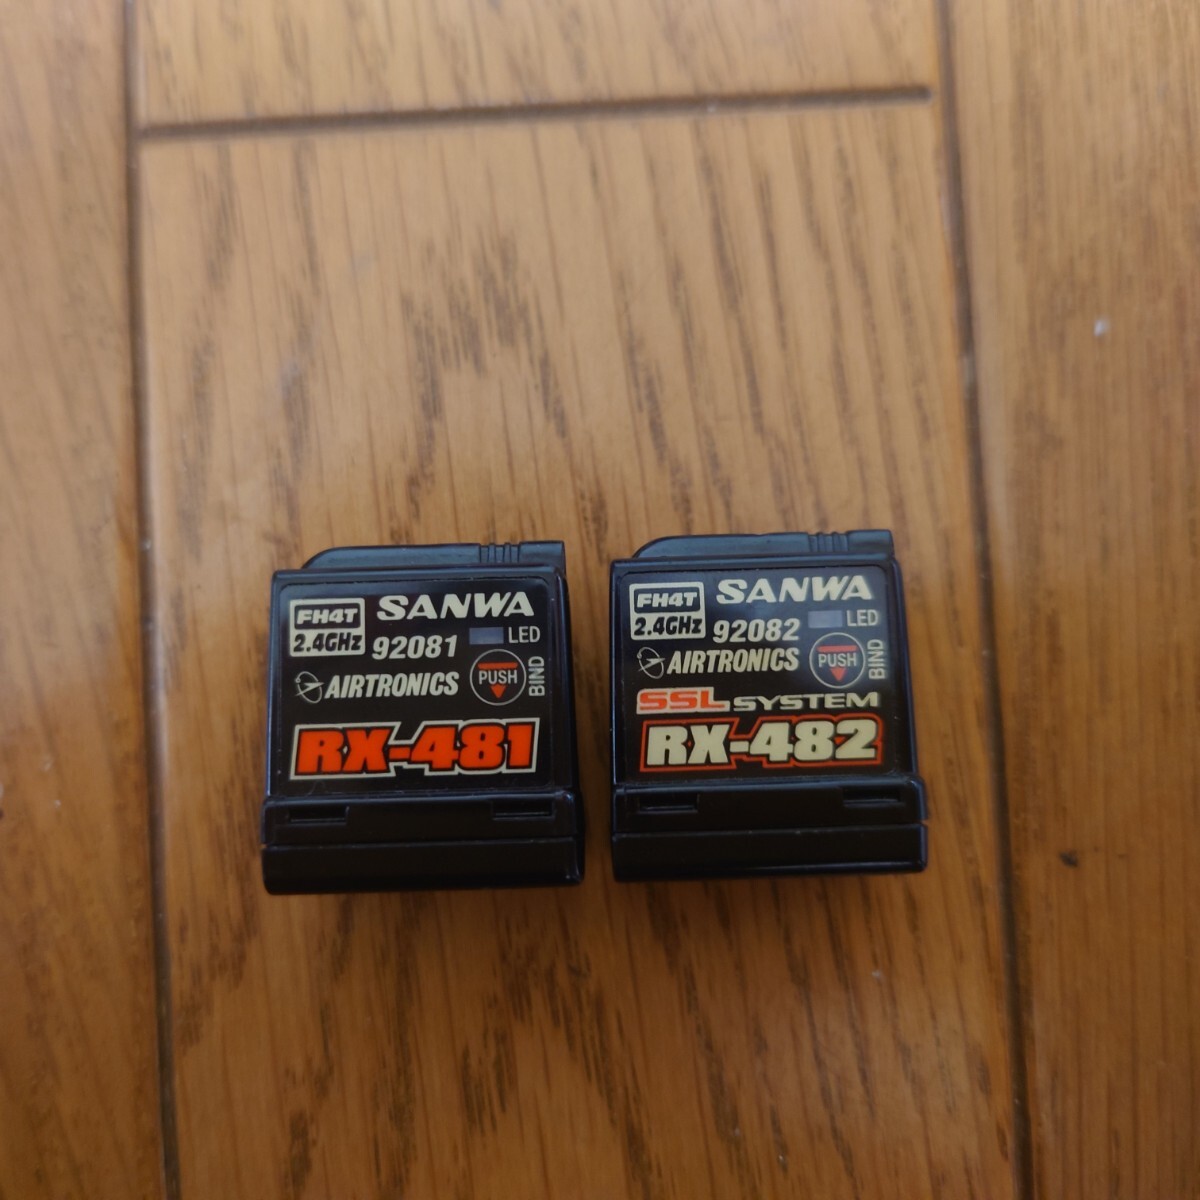 FH4T
2.4GHz
SANWA
92081
LED
AIRTRONICS
PUSH
BIND
RX-481
FH4T
2.4GHz
SANWA
92082
LED
AIRTRONICS
PUSH
BIND
SSL SYSTEM
RX-482